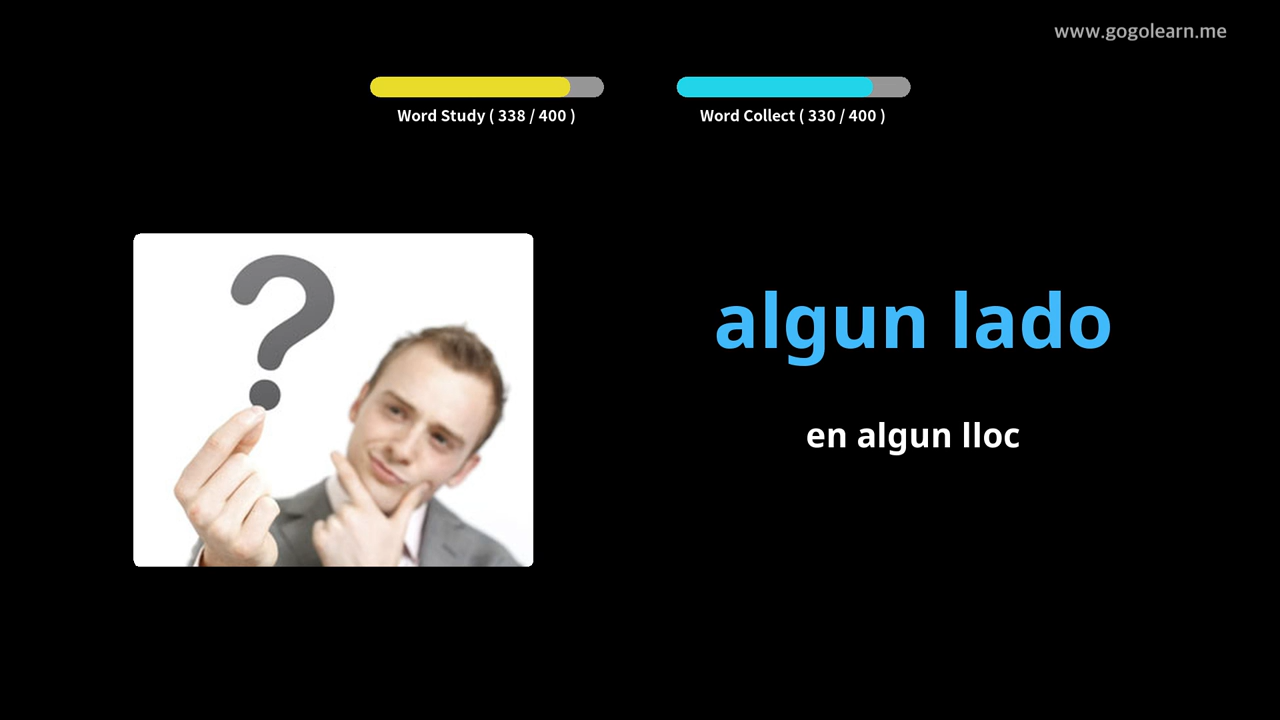 www.gogolearn.me
Word Study ( 338 / 400 )
Word Collect ( 330 / 400 )
?
algun lado
en algun lloc